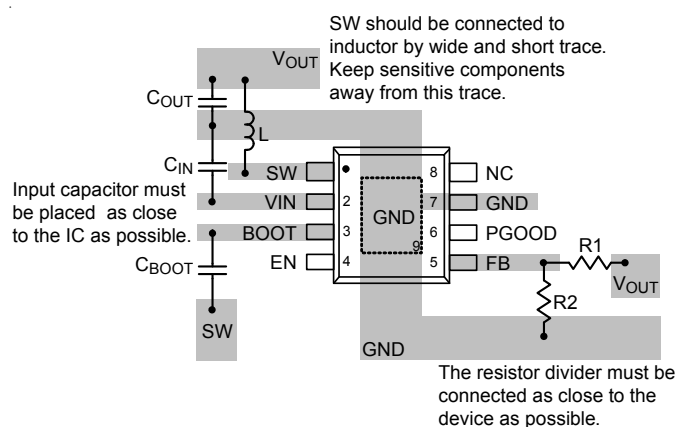 SW should be connected to
inductor by wide and short trace.
Keep sensitive components
away from this trace.
VOUT
COUT
L
CIN
SW
8
NC
Input capacitor must
be placed as close
to the IC as possible.
VIN
2
GND
7
GND
BOOT
3
6
PGOOD
9
CBOOT
EN
4
5
FB
R1
VOUT
R2
SW
GND
The resistor divider must be
connected as close to the
device as possible.